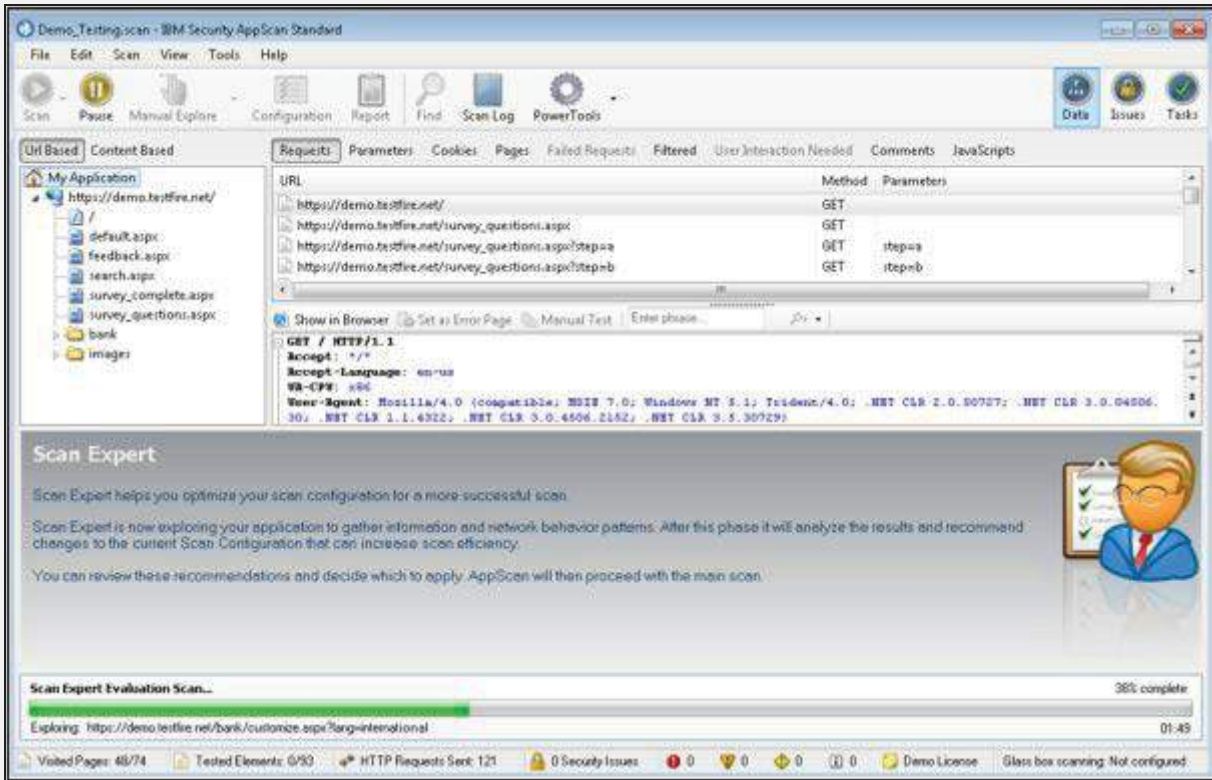 Demo_Testing.scan - IBM Security AppScan Standard
File Edit Scan View Tools Help
Scan Pause Manual Explore Configuration Report Find Scan Log PowerTools Data Issues Tasks
Url Based Content Based Requests Parameters Cookies Pages Failed Requests Filtered User Interaction Needed Comments JavaScripts
My Application
https://demo.testfire.net/
/
default.aspx
feedback.aspx
search.aspx
survey_complete.aspx
survey_questions.aspx
bank
images
URL Method Parameters
https://demo.testfire.net/ GET
https://demo.testfire.net/survey_questions.aspx GET
https://demo.testfire.net/survey_questions.aspx?step=a GET step=a
https://demo.testfire.net/survey_questions.aspx?step=b GET step=b
Show in Browser Set as Error Page Manual Test Enter phrase...
GET / HTTP/1.1
Accept: */*
Accept-Language: en-us
UA-CPU: x86
User-Agent: Mozilla/4.0 (compatible; MSIE 7.0; Windows NT 5.1; Trident/4.0; .NET CLR 2.0.50727; .NET CLR 3.0.04506.
30; .NET CLR 1.1.4322; .NET CLR 3.0.4506.2152; .NET CLR 3.5.30729)
Scan Expert
Scan Expert helps you optimize your scan configuration for a more successful scan.
Scan Expert is now exploring your application to gather information and network behavior patterns. After this phase it will analyze the results and recommend
changes to the current Scan Configuration that can increase scan efficiency.
You can review these recommendations and decide which to apply. AppScan will then proceed with the main scan.
Scan Expert Evaluation Scan... 38% complete
Exploring: https://demo.testfire.net/bank/customize.aspx?lang=international 01:49
Visited Pages: 48/74 Tested Elements: 0/93 HTTP Requests Sent: 121 0 Security Issues 0 0 0 0 Demo License Glass box scanning: Not configured